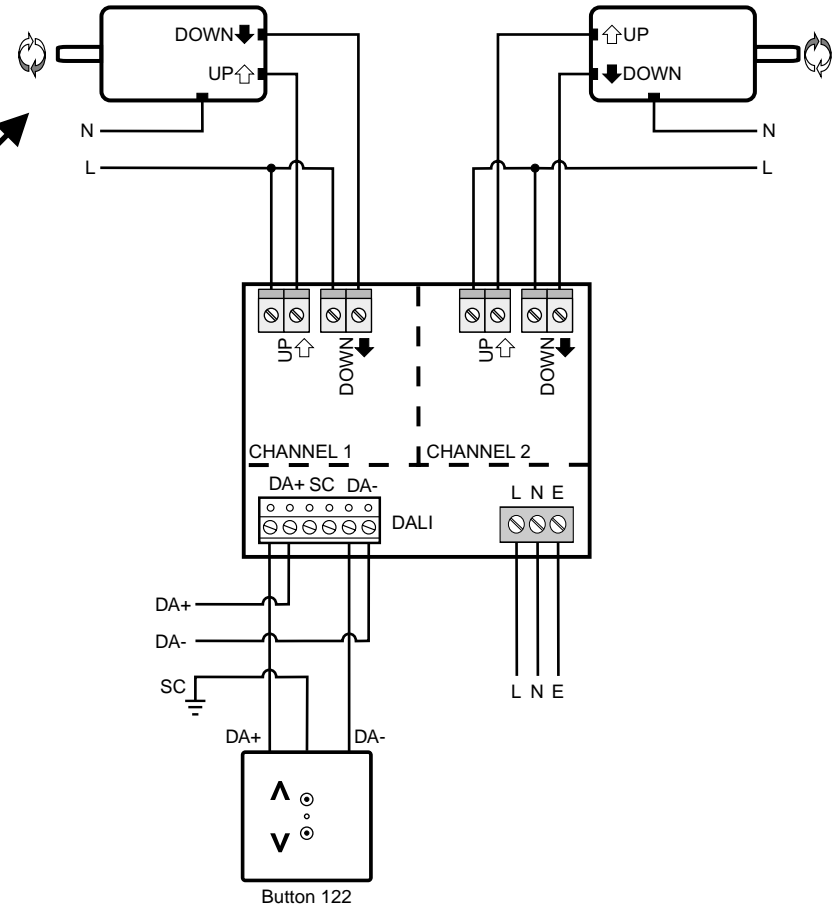 DOWN
UP
N
L
UP
DOWN
N
L
UP
DOWN
UP
DOWN
CHANNEL 1
CHANNEL 2
DA+ SC DA-
DALI
L N E
DA+
DA-
SC
L N E
DA+
DA-
Button 122